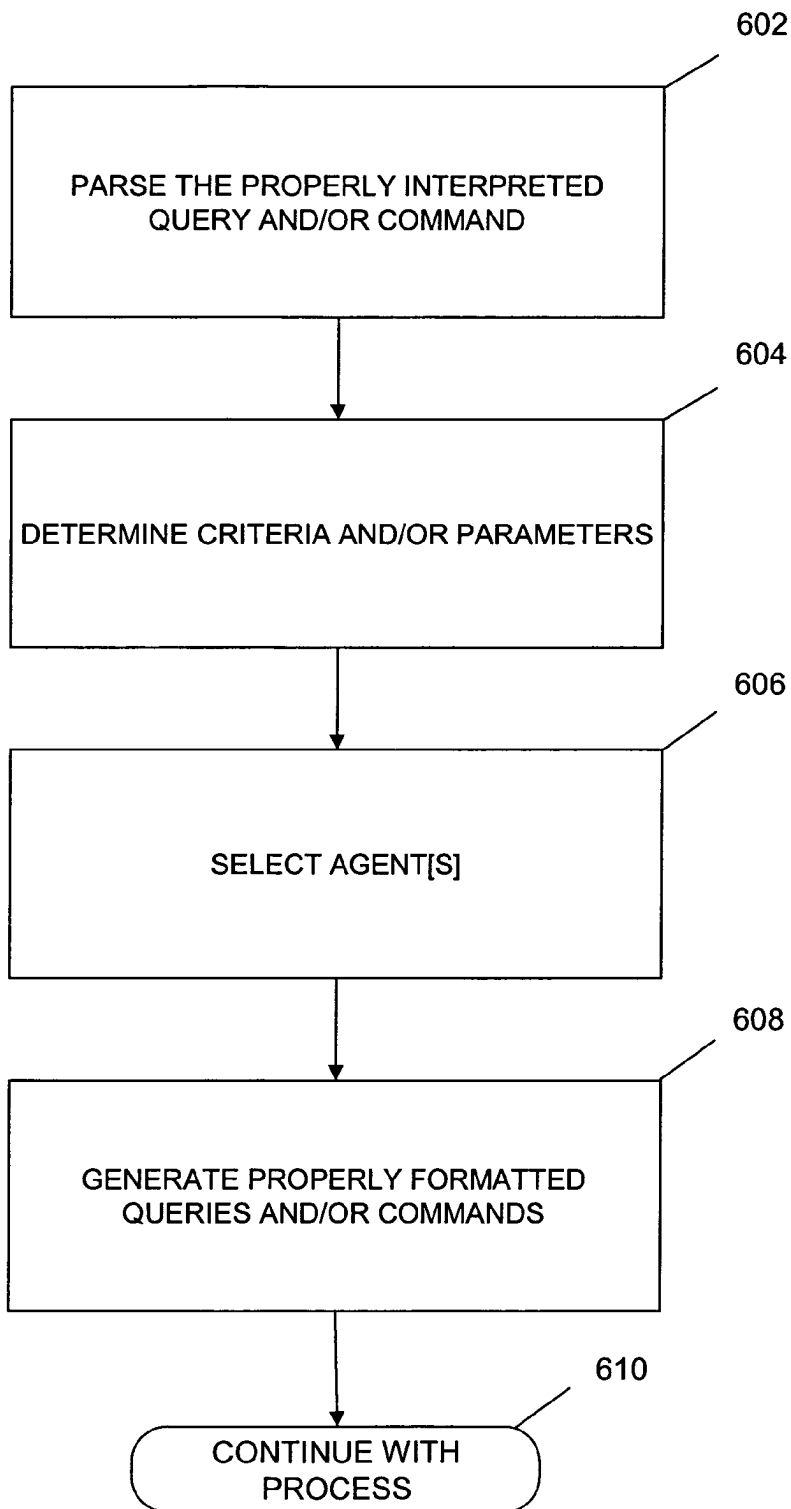 602
PARSE THE PROPERLY INTERPRETED
QUERY AND/OR COMMAND
604
DETERMINE CRITERIA AND/OR PARAMETERS
606
SELECT AGENT[S]
608
GENERATE PROPERLY FORMATTED
QUERIES AND/OR COMMANDS
610
CONTINUE WITH
PROCESS